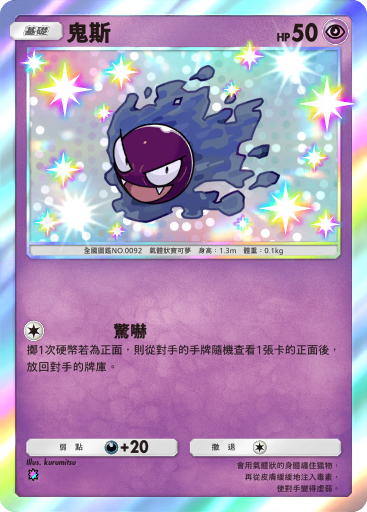 基礎 鬼斯 HP 50
全國圖鑑NO.0092 氣體狀寶可夢 身高：1.3m 體重：0.1kg
驚嚇
擲1次硬幣若為正面，則從對手的手牌隨機查看1張卡的正面後，
放回對手的牌庫。
弱點 +20 撤退
Illus. kurumitsu
會用氣體狀的身體纏住獵物，
再從皮膚緩緩地注入毒素，
使對手變得虛弱。